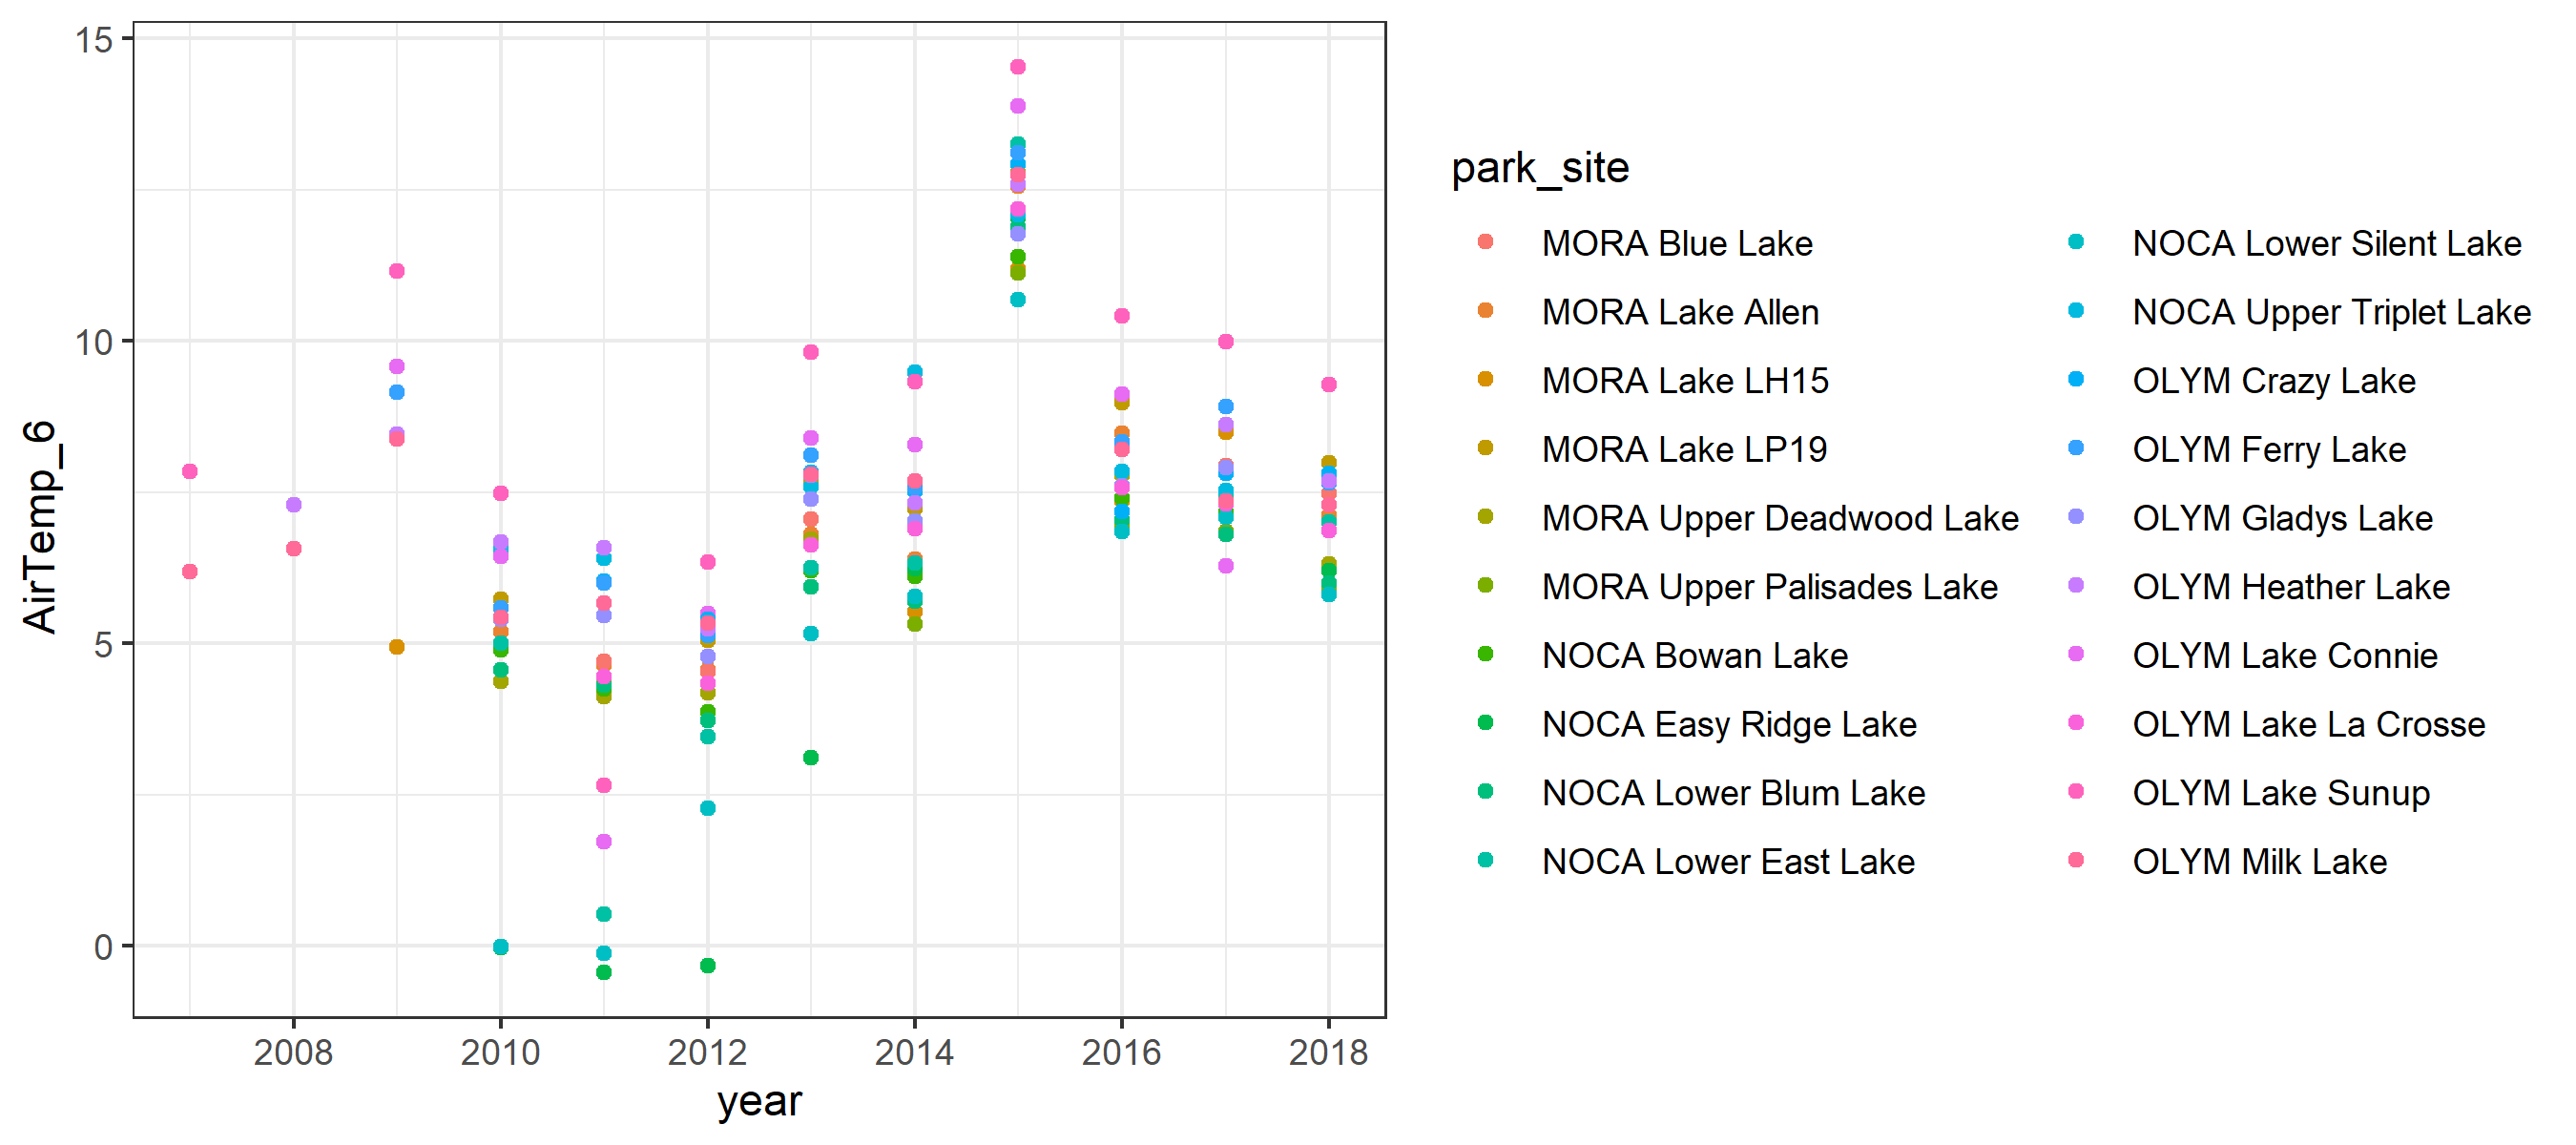 15
10
5
0
AirTemp_6
2008 2010 2012 2014 2016 2018
year
park_site
MORA Blue Lake
MORA Lake Allen
MORA Lake LH15
MORA Lake LP19
MORA Upper Deadwood Lake
MORA Upper Palisades Lake
NOCA Bowan Lake
NOCA Easy Ridge Lake
NOCA Lower Blum Lake
NOCA Lower East Lake
NOCA Lower Silent Lake
NOCA Upper Triplet Lake
OLYM Crazy Lake
OLYM Ferry Lake
OLYM Gladys Lake
OLYM Heather Lake
OLYM Lake Connie
OLYM Lake La Crosse
OLYM Lake Sunup
OLYM Milk Lake